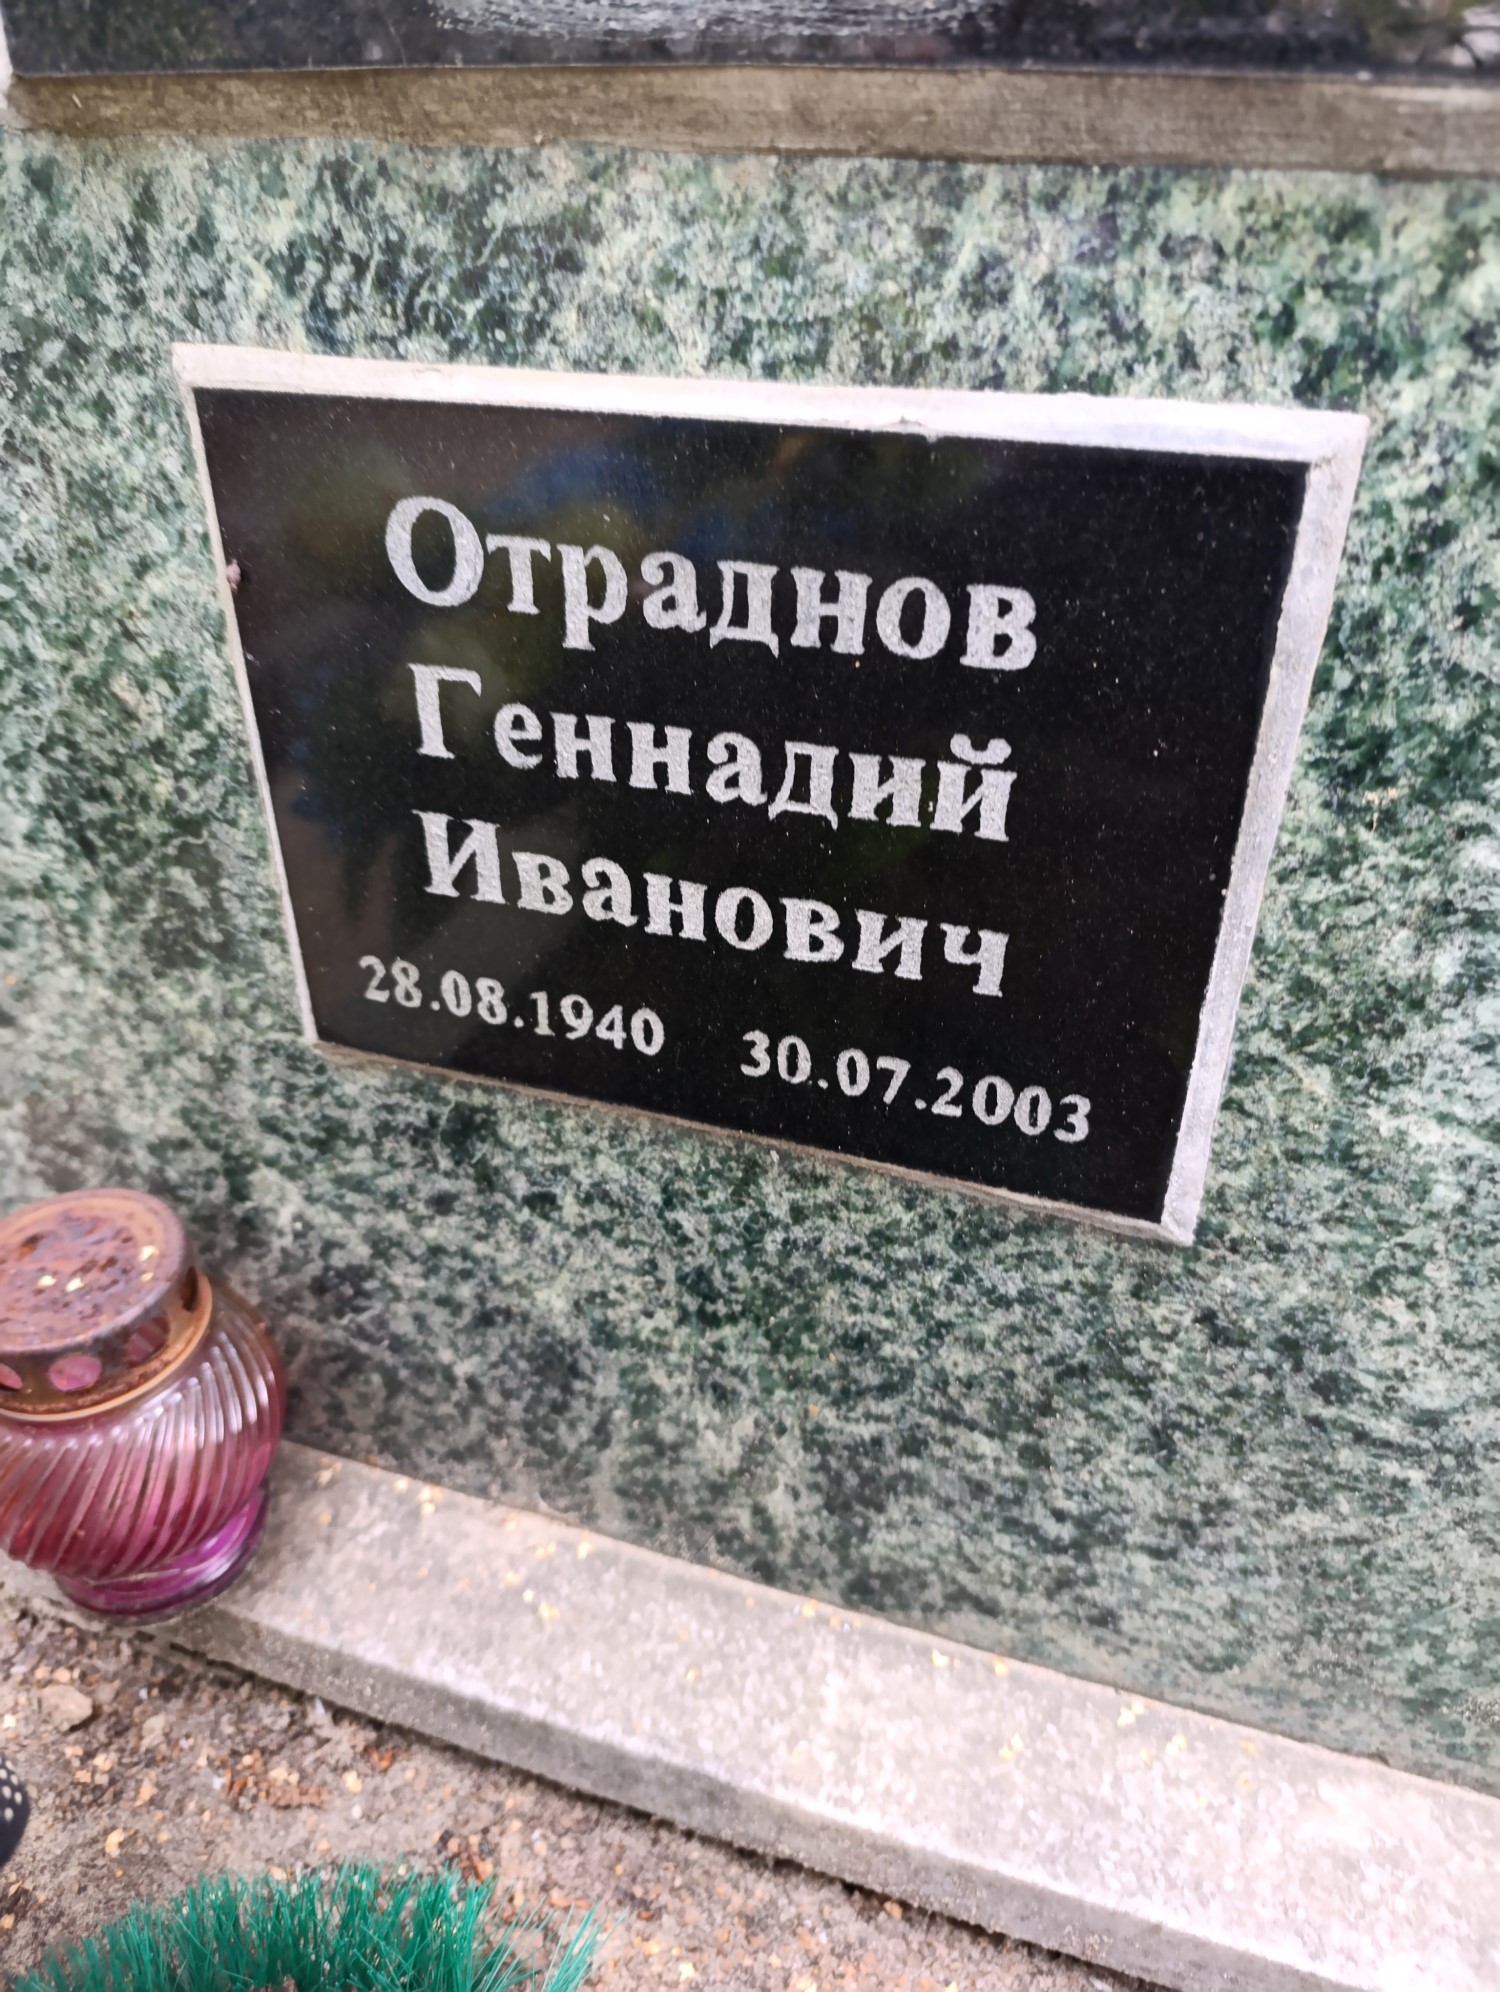 Отраднов
Геннадий
Иванович
28.08.1940 30.07.2003